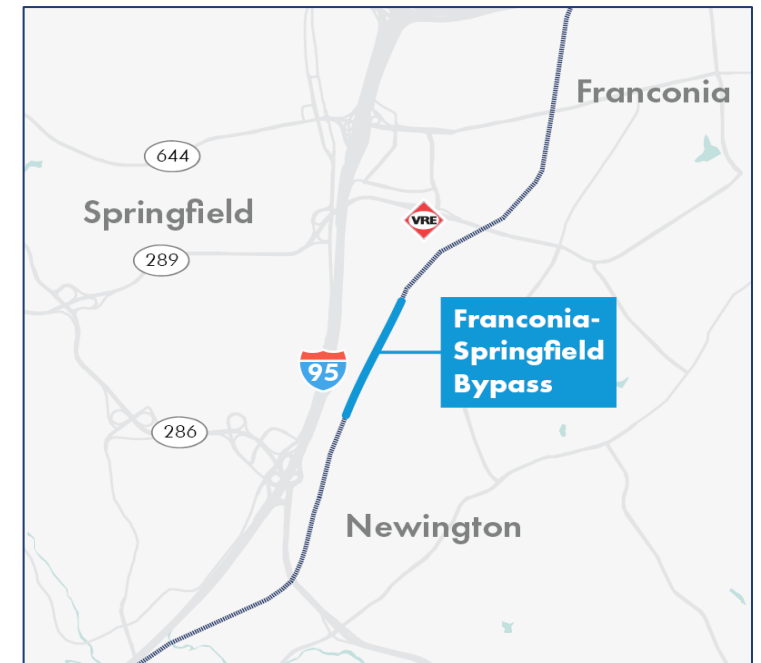 Franconia
644
Springfield
VRE
289
Franconia-
Springfield
Bypass
95
286
Newington